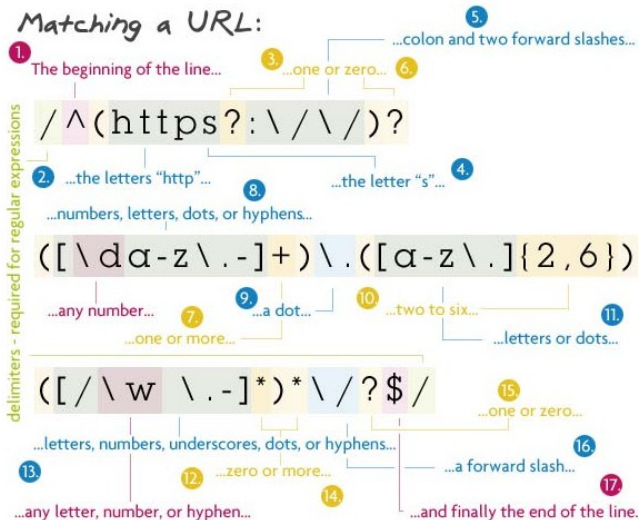 Matching a URL:
5.
...colon and two forward slashes...
1.
The beginning of the line...
3. ...one or zero... 6.
/^(https?:\/\/)?
2. ...the letters “http”...
...the letter “s”... 4.
8.
...numbers, letters, dots, or hyphens...
([\da-z\.-]+)\.([a-z\.]{2,6})
...any number...
7.
...one or more...
9. ...a dot...
10. ...two to six...
11.
...letters or dots...
([/\w \.-]*)*\/?$/
15.
...one or zero...
...letters, numbers, underscores, dots, or hyphens...
13.
12. ...zero or more... 14.
16.
...a forward slash...
17.
...any letter, number, or hyphen...
...and finally the end of the line.
delimiters - required for regular expressions